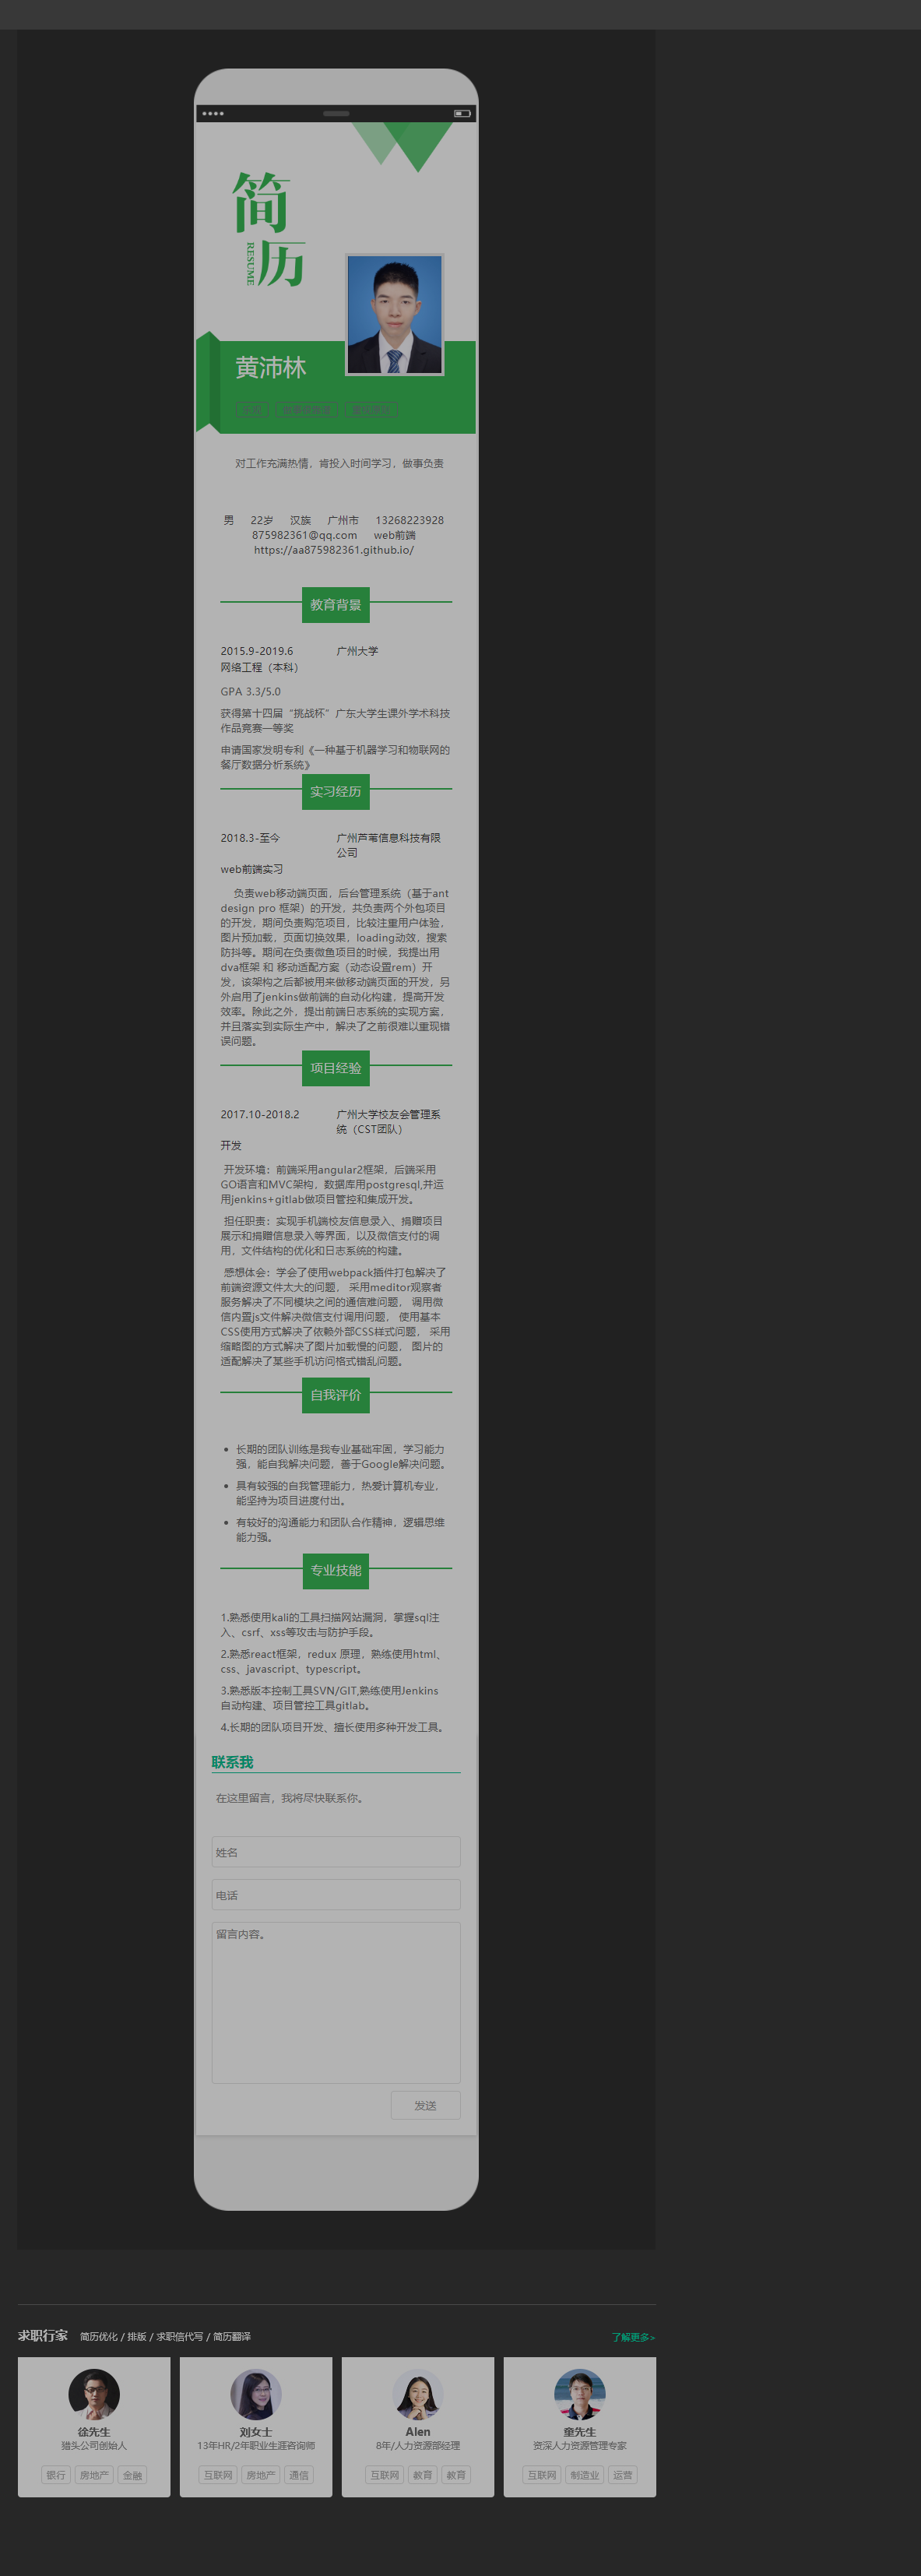 简
历
RESUME
黄沛林
对工作充满热情，肯投入时间学习，做事负责
男 22岁 汉族 广州市 13268223928
875982361@qq.com web前端
https://aa875982361.github.io/
教育背景
2015.9-2019.6 广州大学
网络工程（本科）
GPA 3.3/5.0
获得第十四届“挑战杯”广东大学生课外学术科技
作品竞赛一等奖
申请国家发明专利《一种基于机器学习和物联网的
餐厅数据分析系统》
实习经历
2018.3-至今 广州芦苇信息科技有限
公司
web前端实习
负责web移动端页面，后台管理系统（基于ant
design pro 框架）的开发，共负责两个外包项目
的开发，期间负责购范项目，比较注重用户体验，
图片预加载，页面切换效果，loading动效，搜索
防抖等。期间在负责微鱼项目的时候，我提出用
dva框架 和 移动适配方案（动态设置rem）开
发，该架构之后都被用来做移动端页面的开发，另
外启用了jenkins做前端的自动化构建，提高开发
效率。除此之外，提出前端日志系统的实现方案，
并且落实到实际生产中，解决了之前很难以重现错
误问题。
项目经验
2017.10-2018.2 广州大学校友会管理系
统（CST团队）
开发
开发环境：前端采用angular2框架，后端采用
GO语言和MVC架构，数据库用postgresql,并运
用jenkins+gitlab做项目管控和集成开发。
担任职责：实现手机端校友信息录入、捐赠项目
展示和捐赠信息录入等界面，以及微信支付的调
用，文件结构的优化和日志系统的构建。
感想体会：学会了使用webpack插件打包解决了
前端资源文件太大的问题， 采用meditor观察者
服务解决了不同模块之间的通信难问题， 调用微
信内置js文件解决微信支付调用问题， 使用基本
CSS使用方式解决了依赖外部CSS样式问题， 采用
缩略图的方式解决了图片加载慢的问题， 图片的
适配解决了某些手机访问格式错乱问题。
自我评价
• 长期的团队训练是我专业基础牢固，学习能力
强，能自我解决问题，善于Google解决问题。
• 具有较强的自我管理能力，热爱计算机专业，
能坚持为项目进度付出。
• 有较好的沟通能力和团队合作精神，逻辑思维
能力强。
专业技能
1.熟悉使用kali的工具扫描网站漏洞，掌握sql注
入、csrf、xss等攻击与防护手段。
2.熟悉react框架，redux 原理，熟练使用html、
css、javascript、typescript。
3.熟悉版本控制工具SVN/GIT,熟练使用Jenkins
自动构建、项目管控工具gitlab。
4.长期的团队项目开发、擅长使用多种开发工具。
联系我
在这里留言，我将尽快联系你。
姓名
电话
留言内容。
发送
求职行家 简历优化 / 排版 / 求职信代写 / 简历翻译 了解更多>
徐先生 刘女士 Alen 童先生
猎头公司创始人 13年HR/2年职业生涯咨询师 8年/人力资源部经理 资深人力资源管理专家
银行 房地产 金融 互联网 房地产 通信 互联网 教育 教育 互联网 制造业 运营